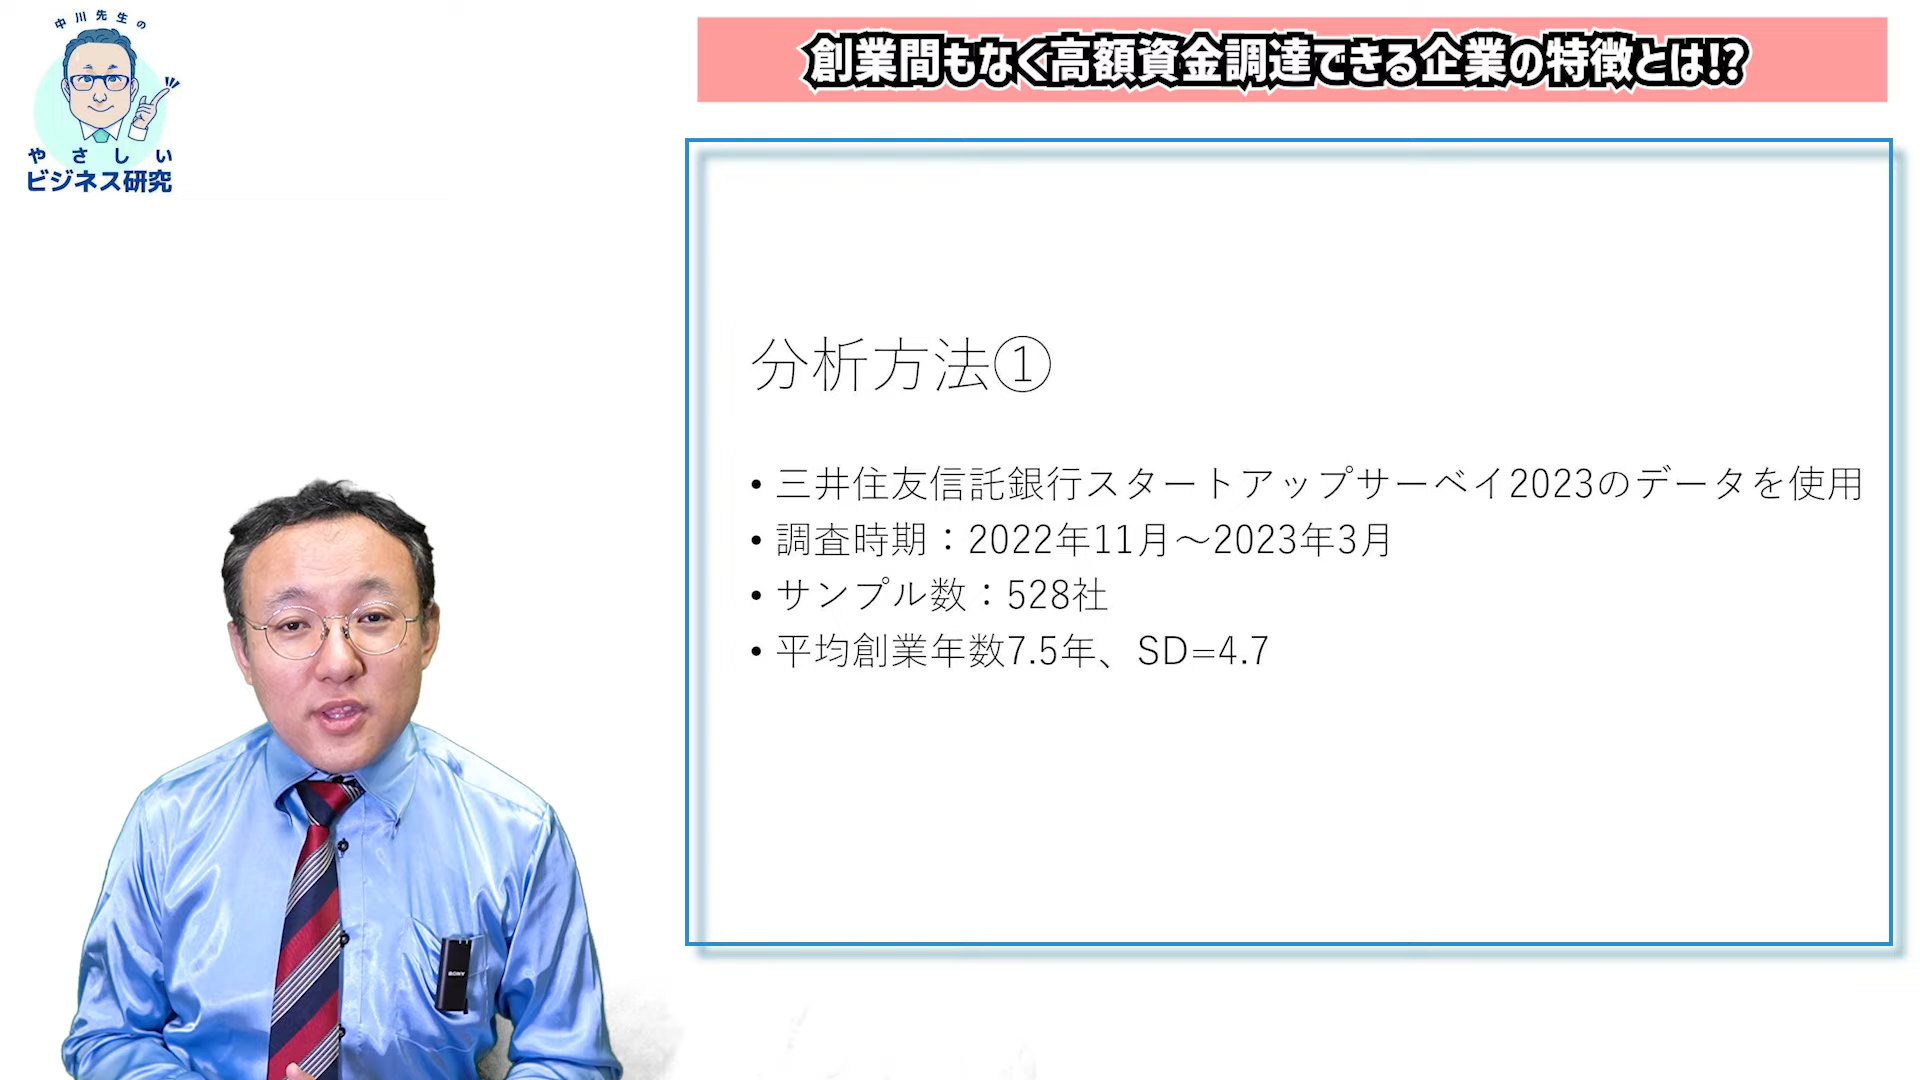 中川先生の
やさしい
ビジネス研究
創業間もなく高額資金調達できる企業の特徴とは!?
分析方法①
• 三井住友信託銀行スタートアップサーベイ2023のデータを使用
• 調査時期：2022年11月～2023年3月
• サンプル数：528社
• 平均創業年数7.5年、SD=4.7
SONY